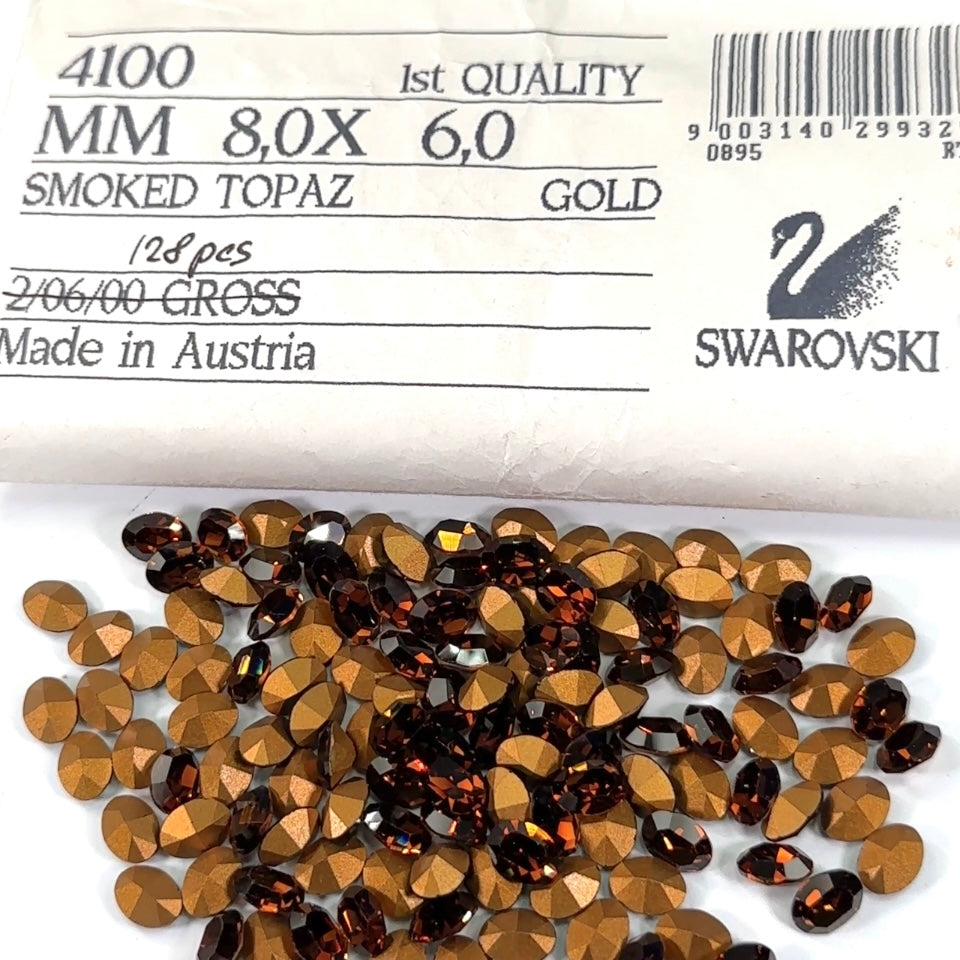 4100 1st QUALITY
MM 8,0X 6,0
SMOKED TOPAZ GOLD
128 pcs
2/06/00 GROSS
Made in Austria
9 003140 29932
0895
SWAROVSKI